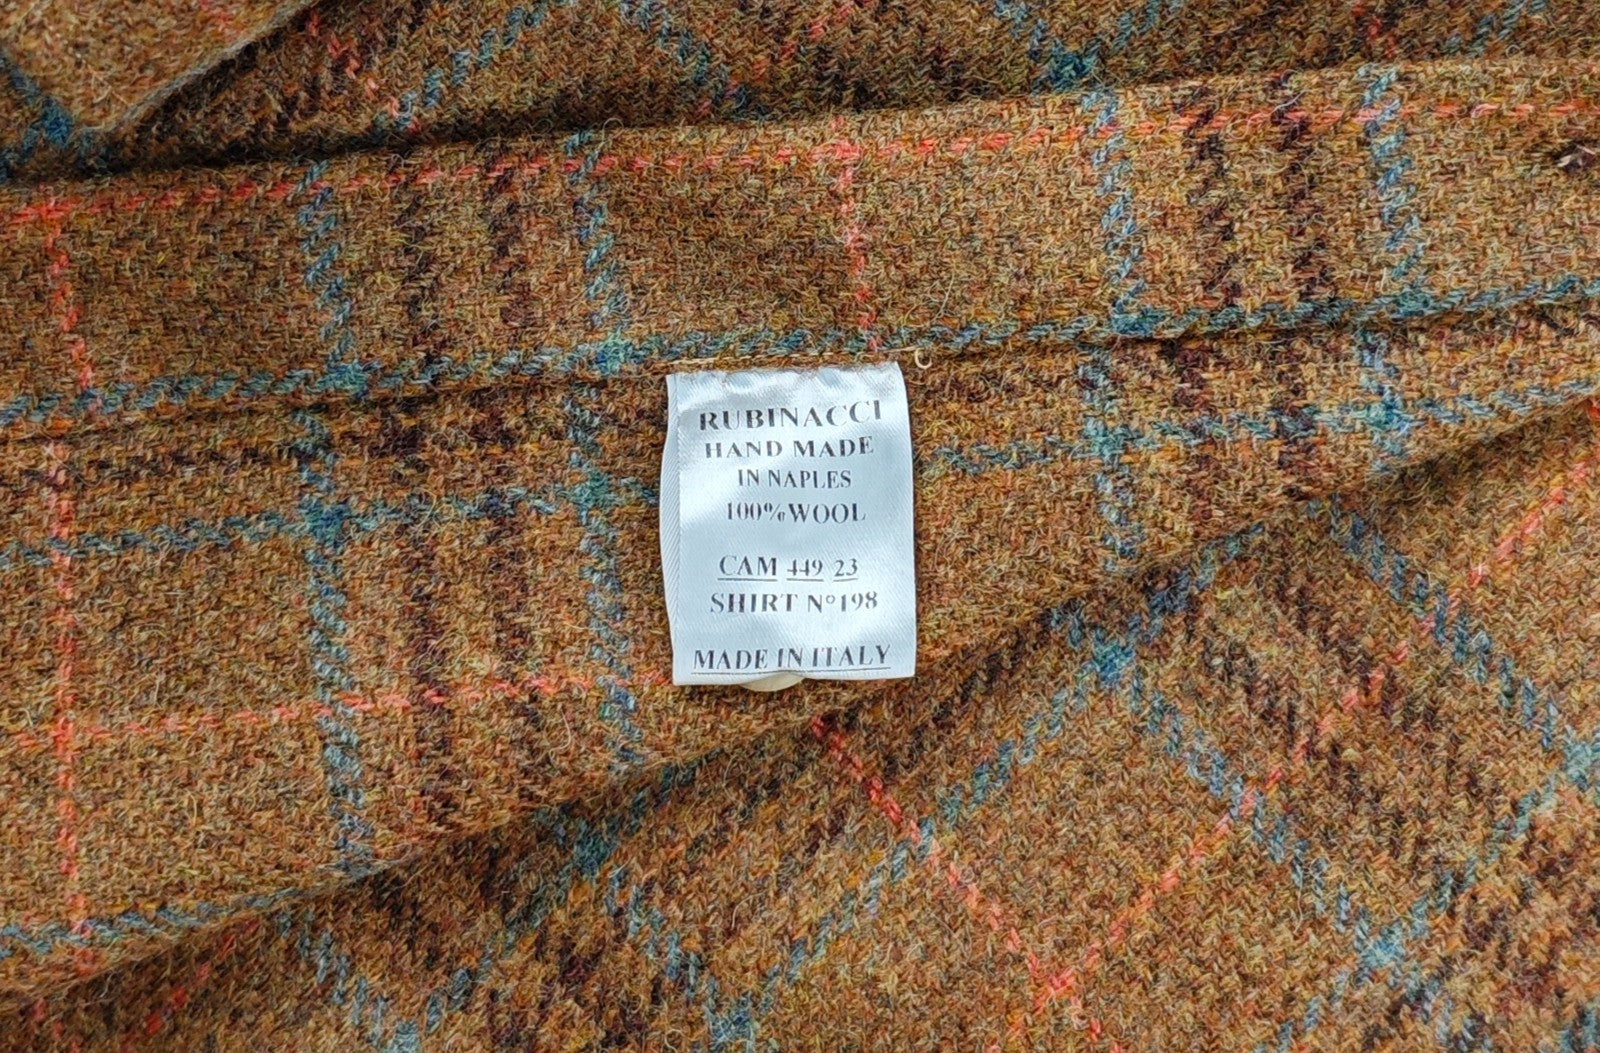 RUBINACCI
HAND MADE
IN NAPLES
100% WOOL
CAM 449 23
SHIRT N°198
MADE IN ITALY